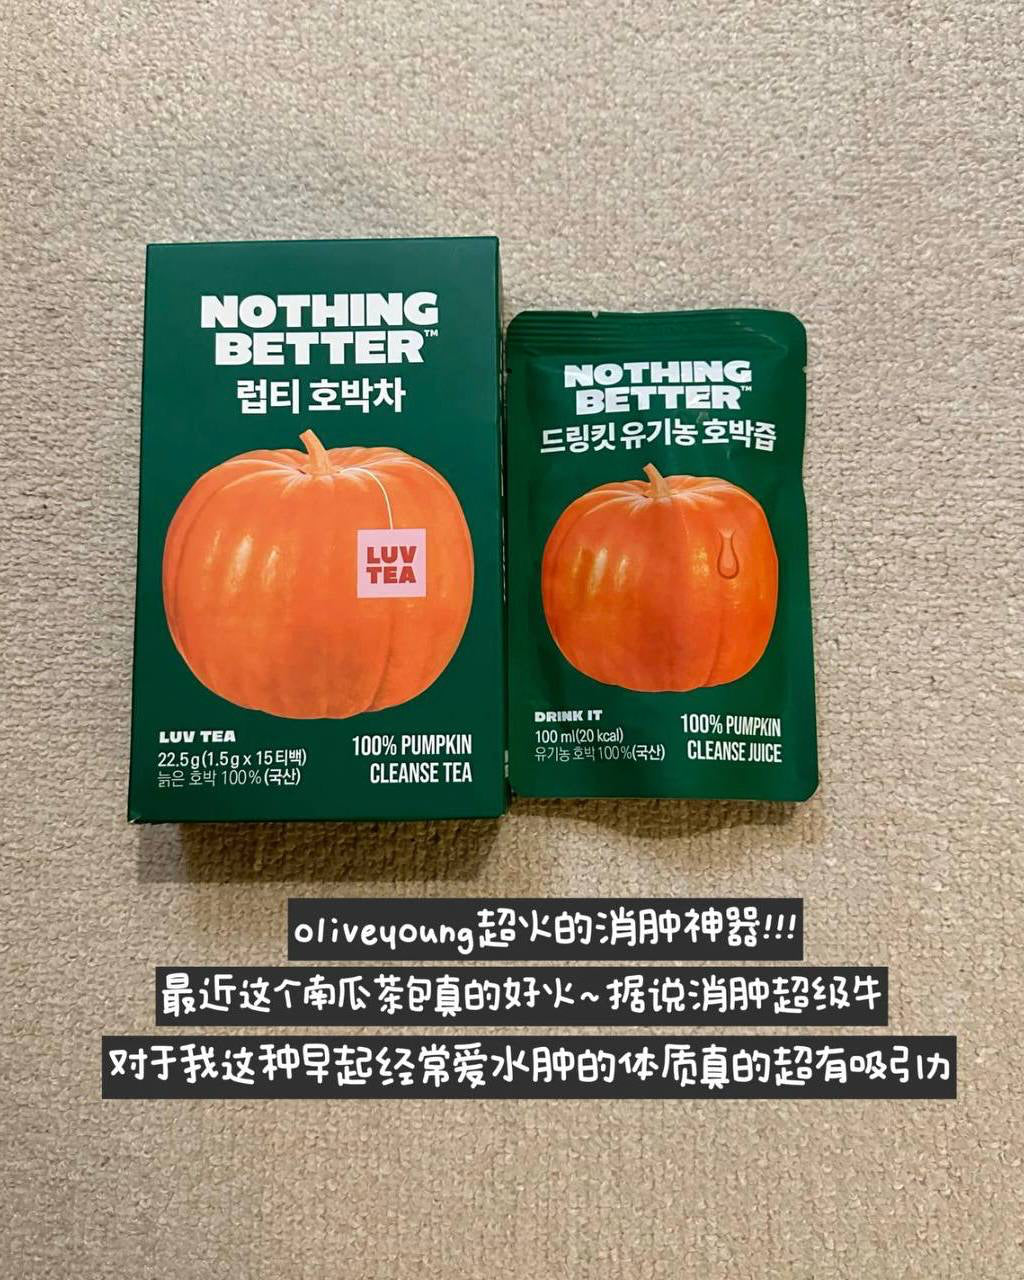 NOTHING
BETTER™
럽티 호박차
LUV
TEA
LUV TEA
22.5g(1.5g x 15티백)
늙은 호박 100%(국산)
100% PUMPKIN
CLEANSE TEA
NOTHING
BETTER™
드링킷 유기농 호박즙
DRINK IT
100 ml(20 kcal)
유기농 호박 100%(국산)
100% PUMPKIN
CLEANSE JUICE
oliveyoung超火的消肿神器!!!
最近这个南瓜茶包真的好火~据说消肿超级牛
对于我这种早起经常爱水肿的体质真的超有吸引力